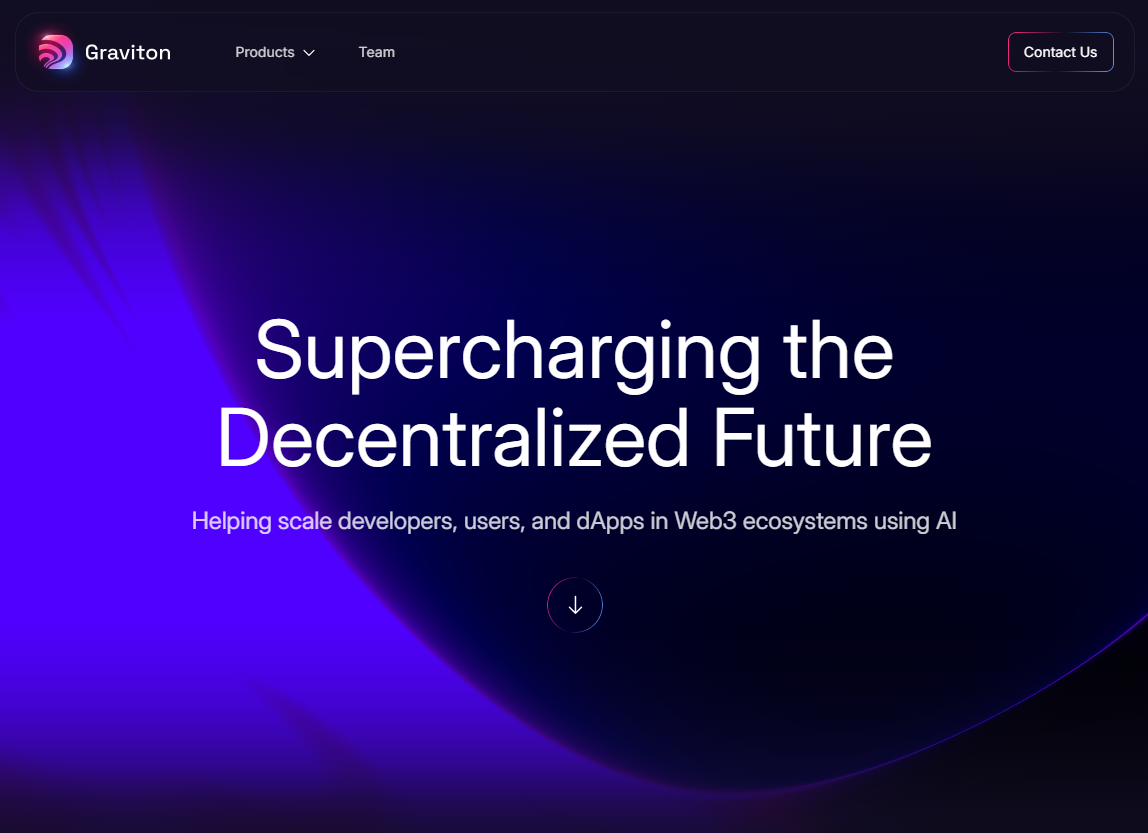 Graviton
Products
Team
Contact Us
Supercharging the
Decentralized Future
Helping scale developers, users, and dApps in Web3 ecosystems using AI